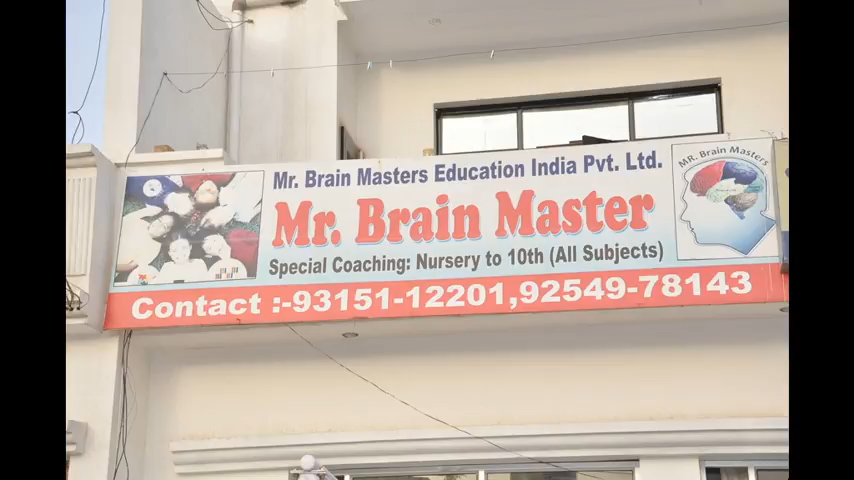 Mr. Brain Masters Education India Pvt. Ltd.
MR. Brain Masters
Mr. Brain Master
Special Coaching: Nursery to 10th (All Subjects)
Contact :-93151-12201,92549-78143